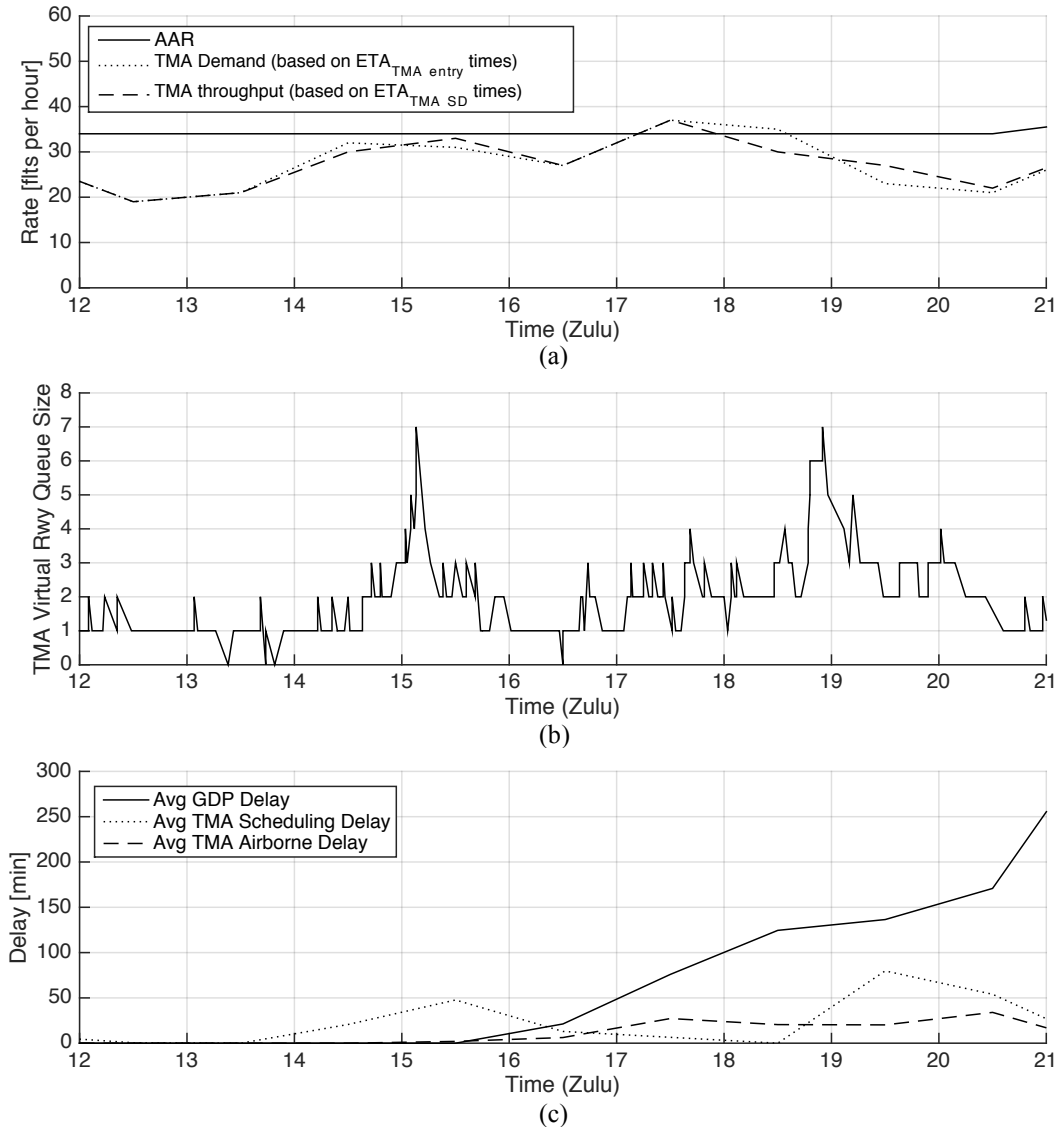 60
50
40
30
20
10
0
Rate [flts per hour]
AAR
TMA Demand (based on ETA TMA entry times)
TMA throughput (based on ETA TMA SD times)
12 13 14 15 16 17 18 19 20 21
Time (Zulu)
(a)
8
7
6
5
4
3
2
1
0
TMA Virtual Rwy Queue Size
12 13 14 15 16 17 18 19 20 21
Time (Zulu)
(b)
300
250
200
150
100
50
0
Delay [min]
Avg GDP Delay
Avg TMA Scheduling Delay
Avg TMA Airborne Delay
12 13 14 15 16 17 18 19 20 21
Time (Zulu)
(c)